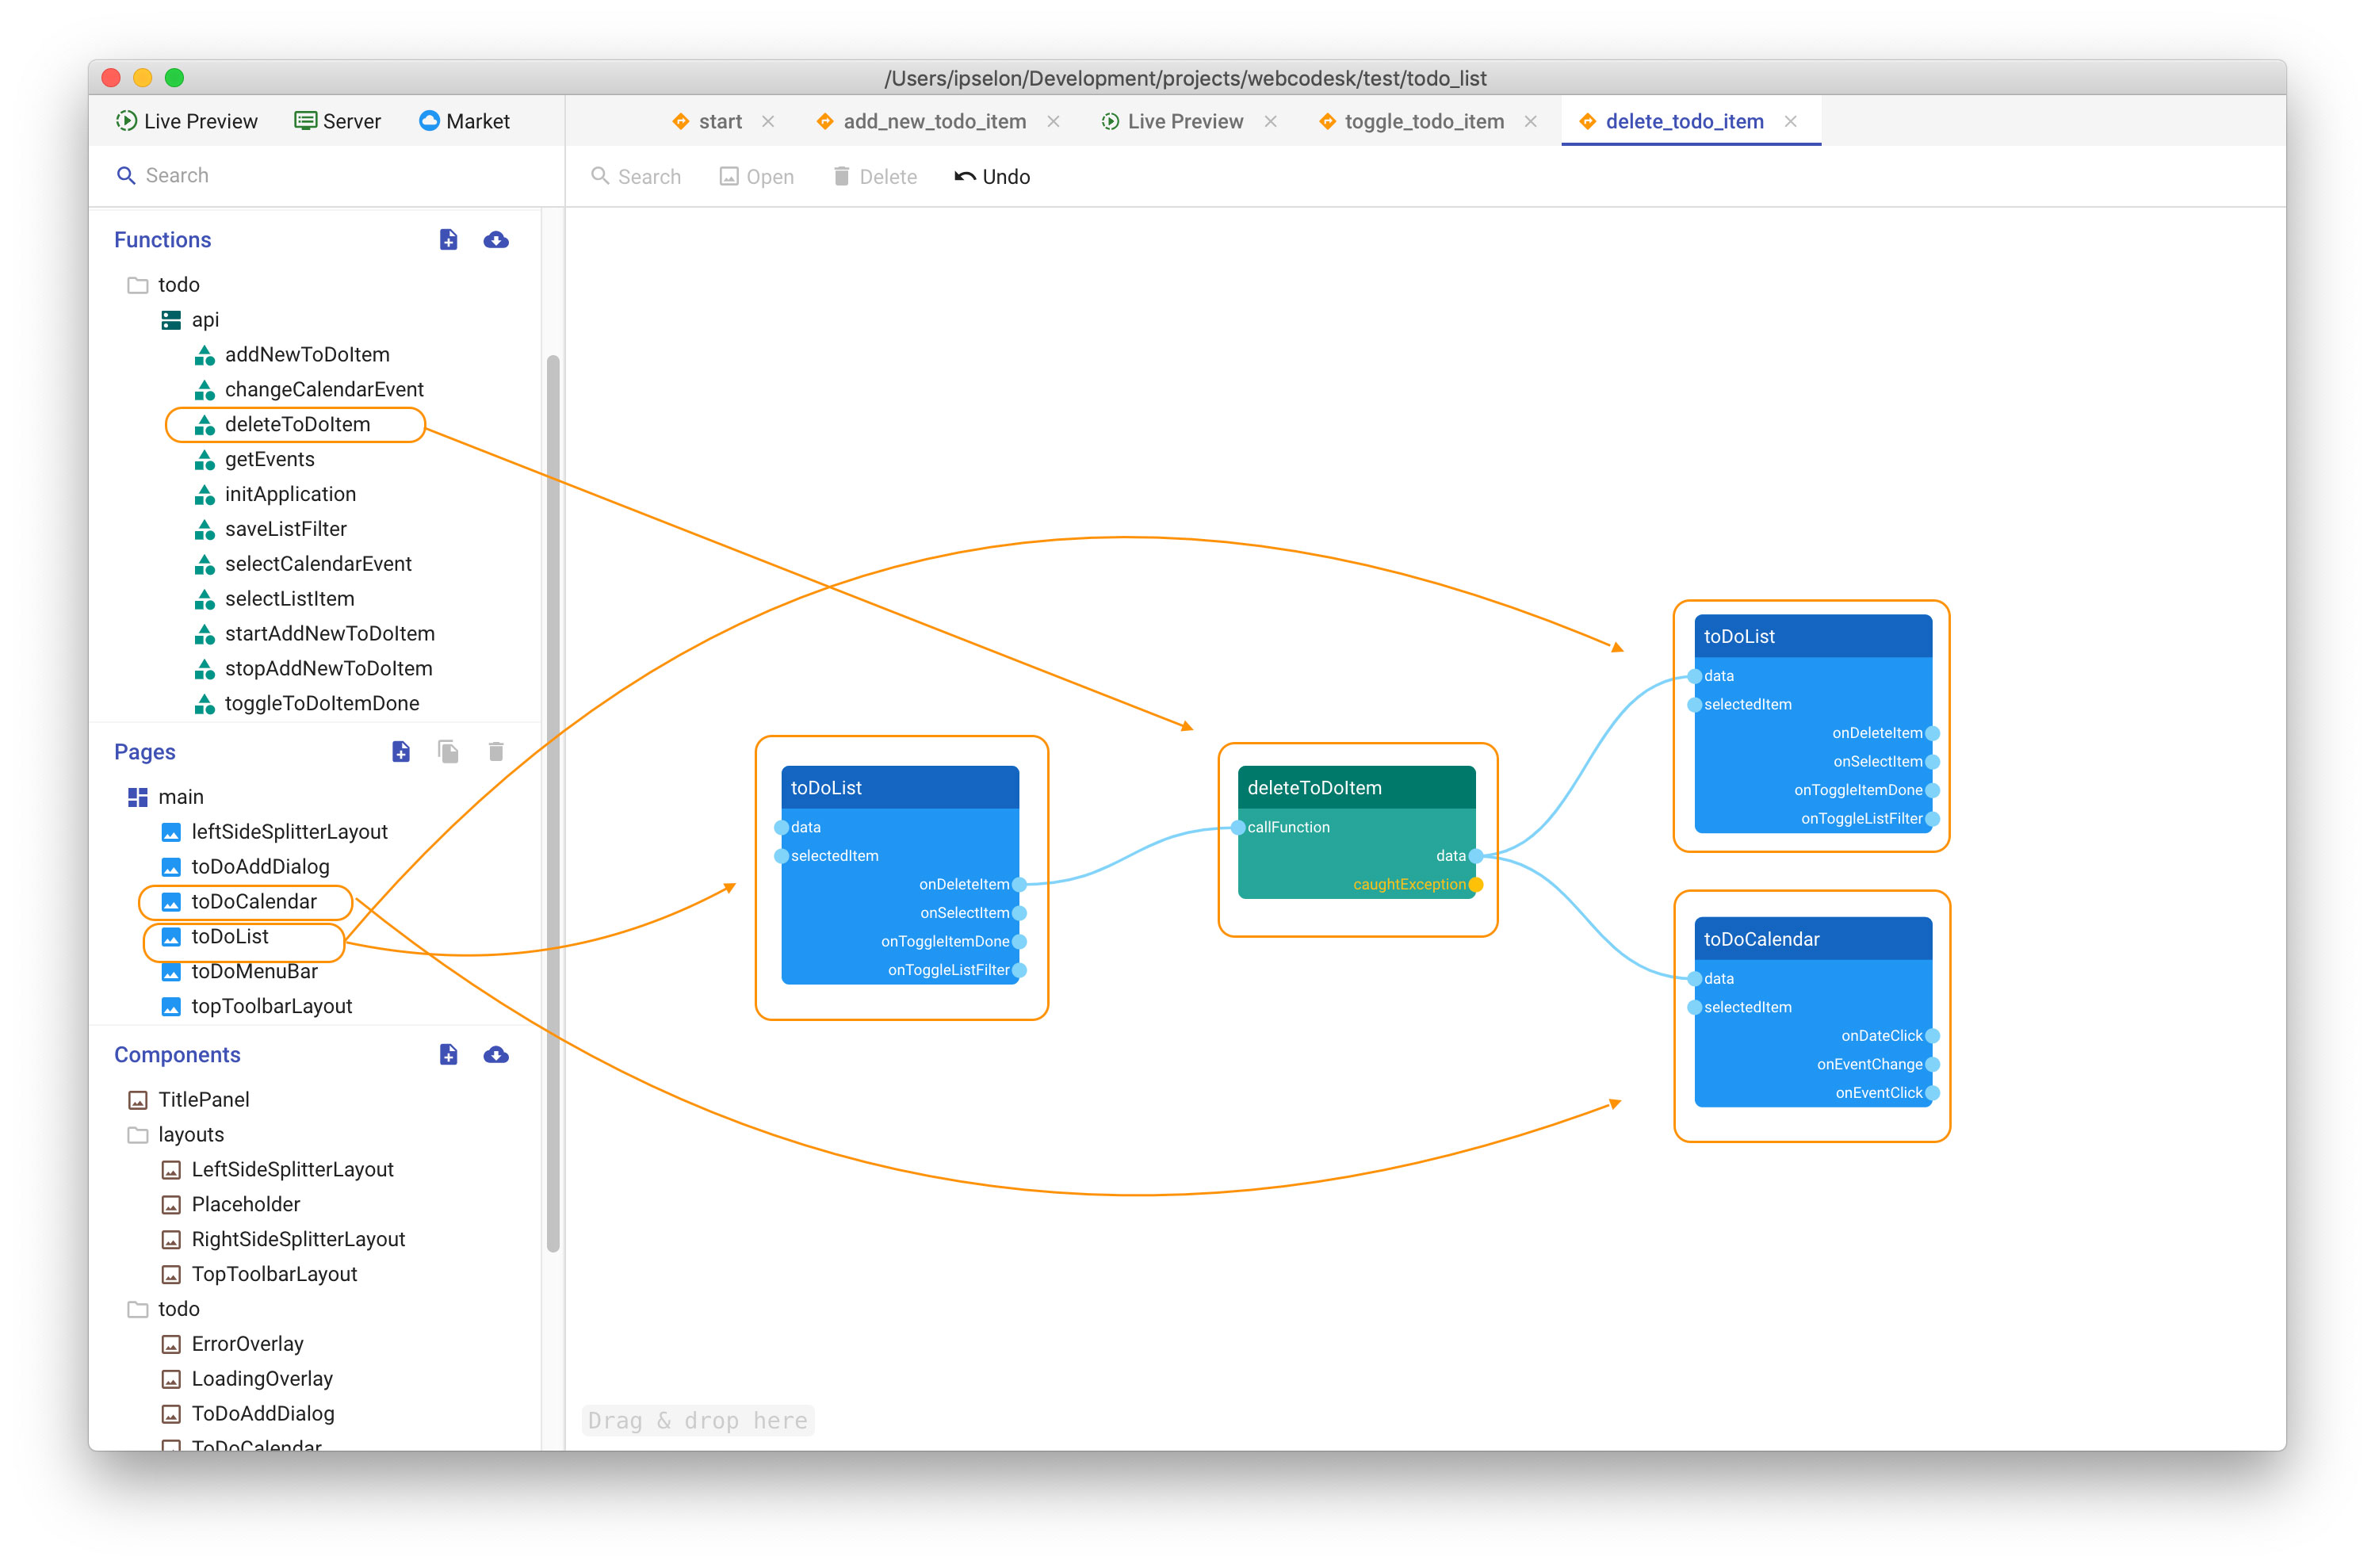 /Users/ipselon/Development/projects/webcodesk/test/todo_list
Live Preview Server Market
start add_new_todo_item Live Preview toggle_todo_item delete_todo_item
Search
Search Open Delete Undo
Functions
todo
api
addNewToDoItem
changeCalendarEvent
deleteToDoItem
getEvents
initApplication
saveListFilter
selectCalendarEvent
selectListItem
startAddNewToDoItem
stopAddNewToDoItem
toggleToDoItemDone
Pages
main
leftSideSplitterLayout
toDoAddDialog
toDoCalendar
toDoList
toDoMenuBar
topToolbarLayout
Components
TitlePanel
layouts
LeftSideSplitterLayout
Placeholder
RightSideSplitterLayout
TopToolbarLayout
todo
ErrorOverlay
LoadingOverlay
ToDoAddDialog
ToDoCalendar
toDoList
data
selectedItem
onDeleteItem
onSelectItem
onToggleItemDone
onToggleListFilter
deleteToDoItem
callFunction
data
caughtException
toDoList
data
selectedItem
onDeleteItem
onSelectItem
onToggleItemDone
onToggleListFilter
toDoCalendar
data
selectedItem
onDateClick
onEventChange
onEventClick
Drag & drop here